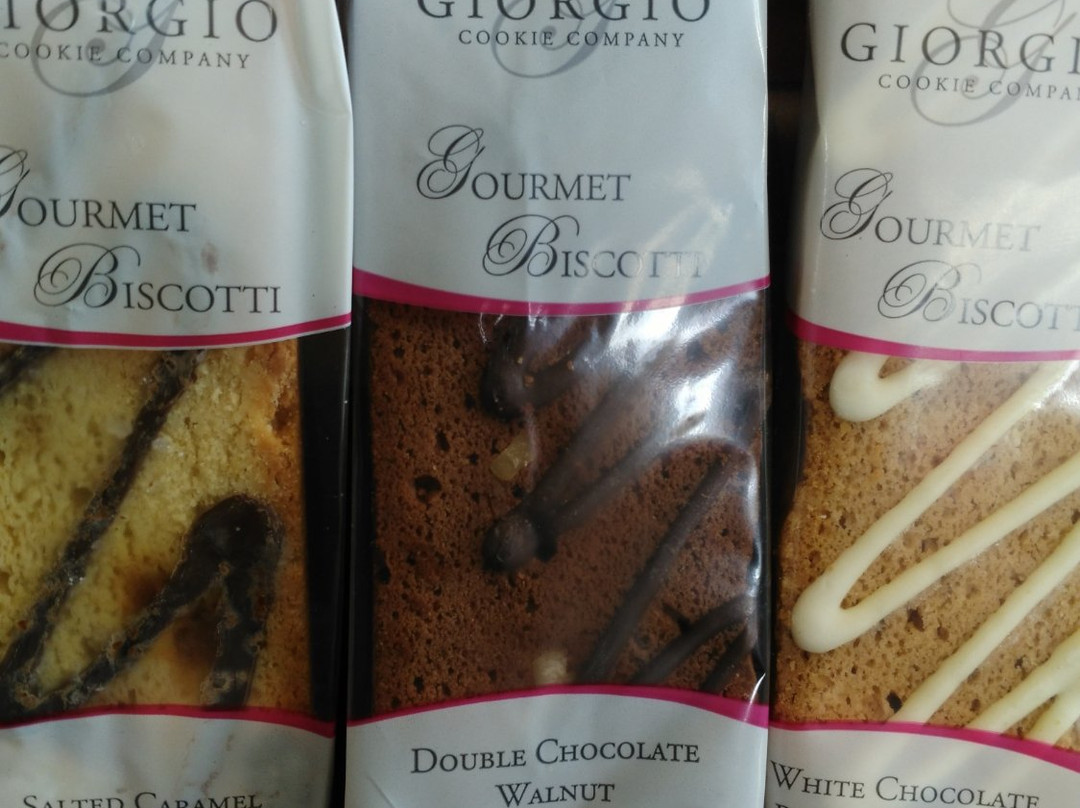 GIORGIO
COOKIE COMPANY
GOURMET
BISCOTTI
SALTED CARAMEL
GIORGIO
COOKIE COMPANY
GOURMET
BISCOTTI
DOUBLE CHOCOLATE
WALNUT
GIORGI
COOKIE COMPAN
GOURMET
BISCOTT
WHITE CHOCOLATE